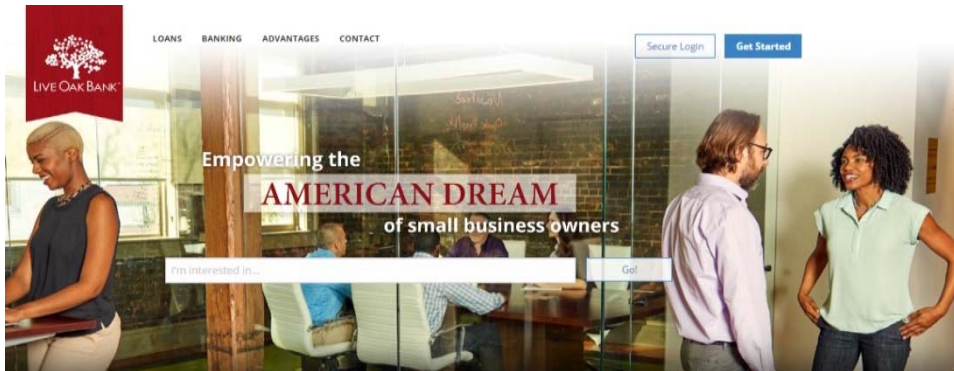 LIVE OAK BANK
LOANS BANKING ADVANTAGES CONTACT
Secure Login Get Started
Empowering the
AMERICAN DREAM
of small business owners
I'm interested in... Go!